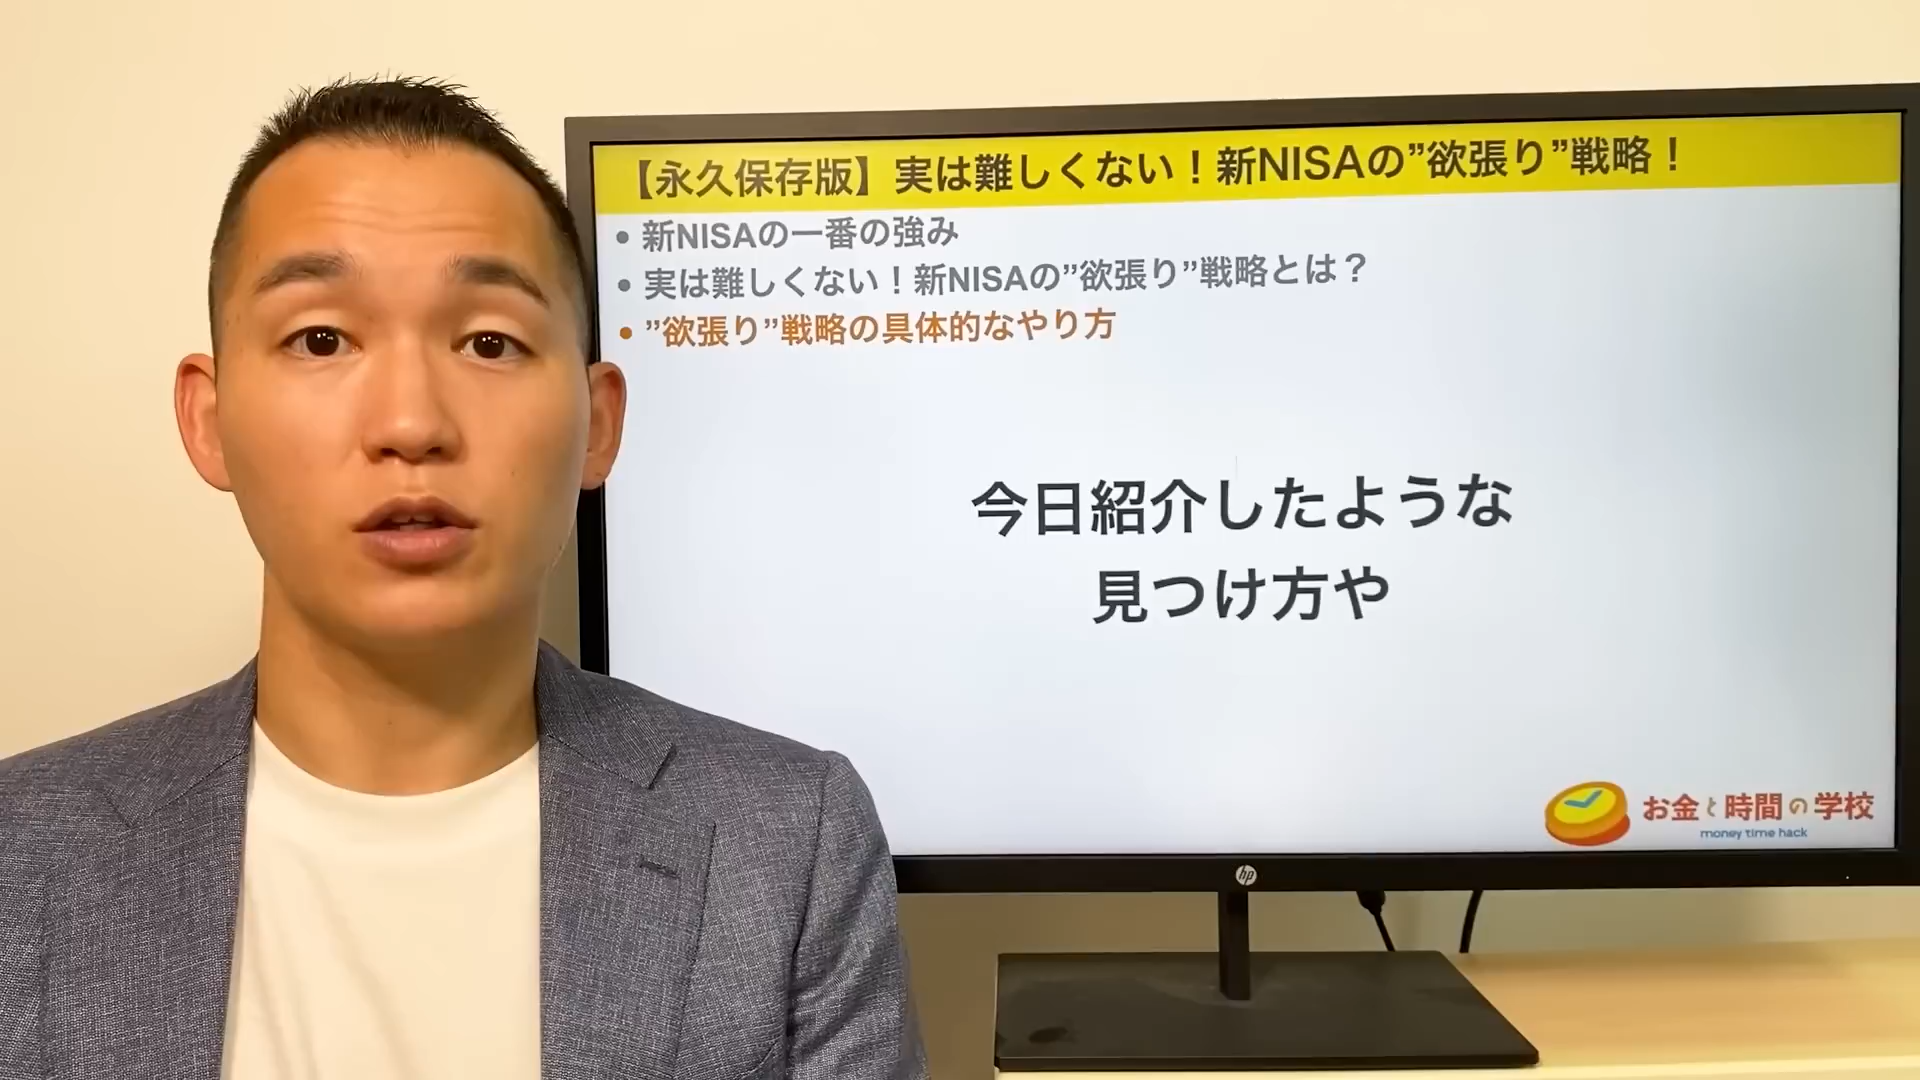 【永久保存版】実は難しくない！新NISAの”欲張り”戦略！
• 新NISAの一番の強み
• 実は難しくない！新NISAの”欲張り”戦略とは？
• ”欲張り”戦略の具体的なやり方
今日紹介したような
見つけ方や
お金と時間の学校
money time hack
hp